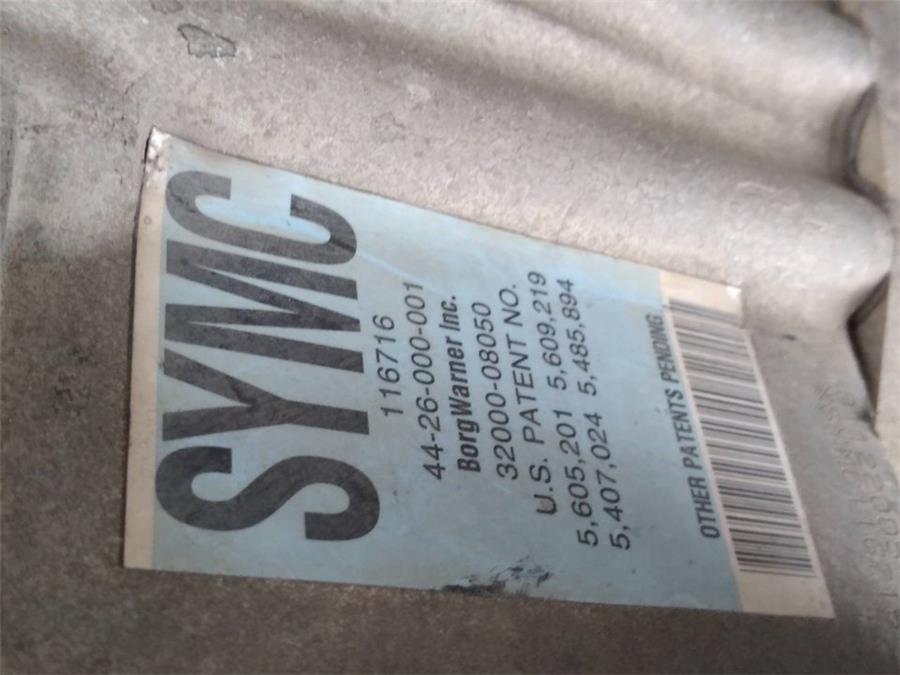 SYMC
116716
44-26-000-001
BorgWarner Inc.
32000-08050
U.S. PATENT NO.
5,605,201 5,609,219
5,407,024 5,485,894
OTHER PATENTS PENDING